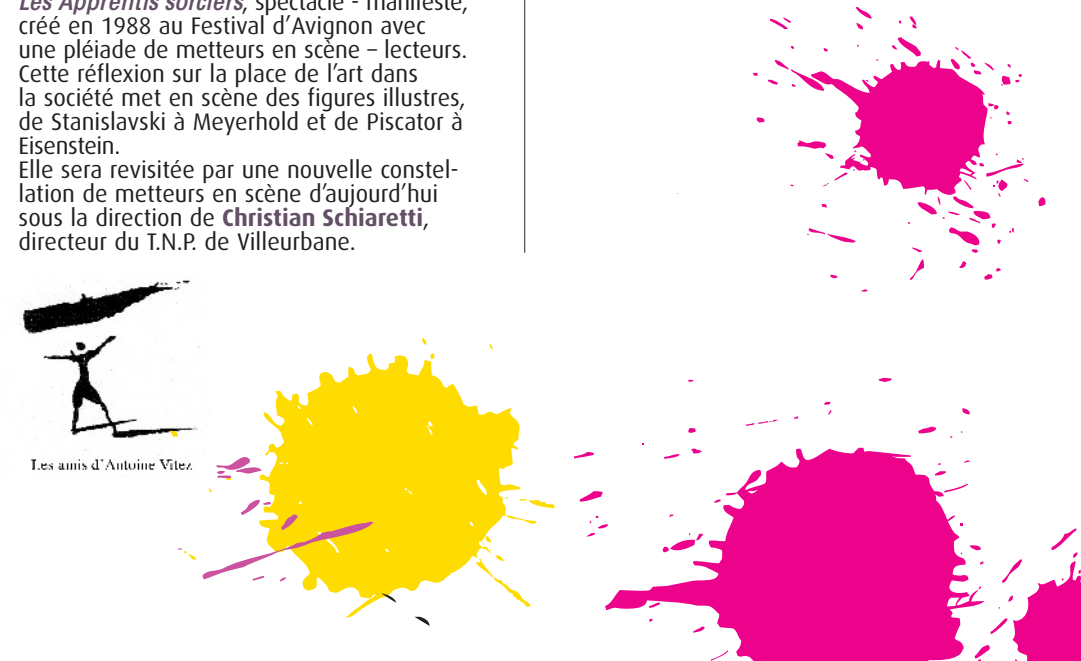 Les Apprentis sorciers, spectacle - manifeste,
créé en 1988 au Festival d’Avignon avec
une pléiade de metteurs en scène – lecteurs.
Cette réflexion sur la place de l’art dans
la société met en scène des figures illustres,
de Stanislavski à Meyerhold et de Piscator à
Eisenstein.
Elle sera revisitée par une nouvelle constel-
lation de metteurs en scène d’aujourd’hui
sous la direction de Christian Schiaretti,
directeur du T.N.P. de Villeurbane.
Les amis d’Antoine Vitez